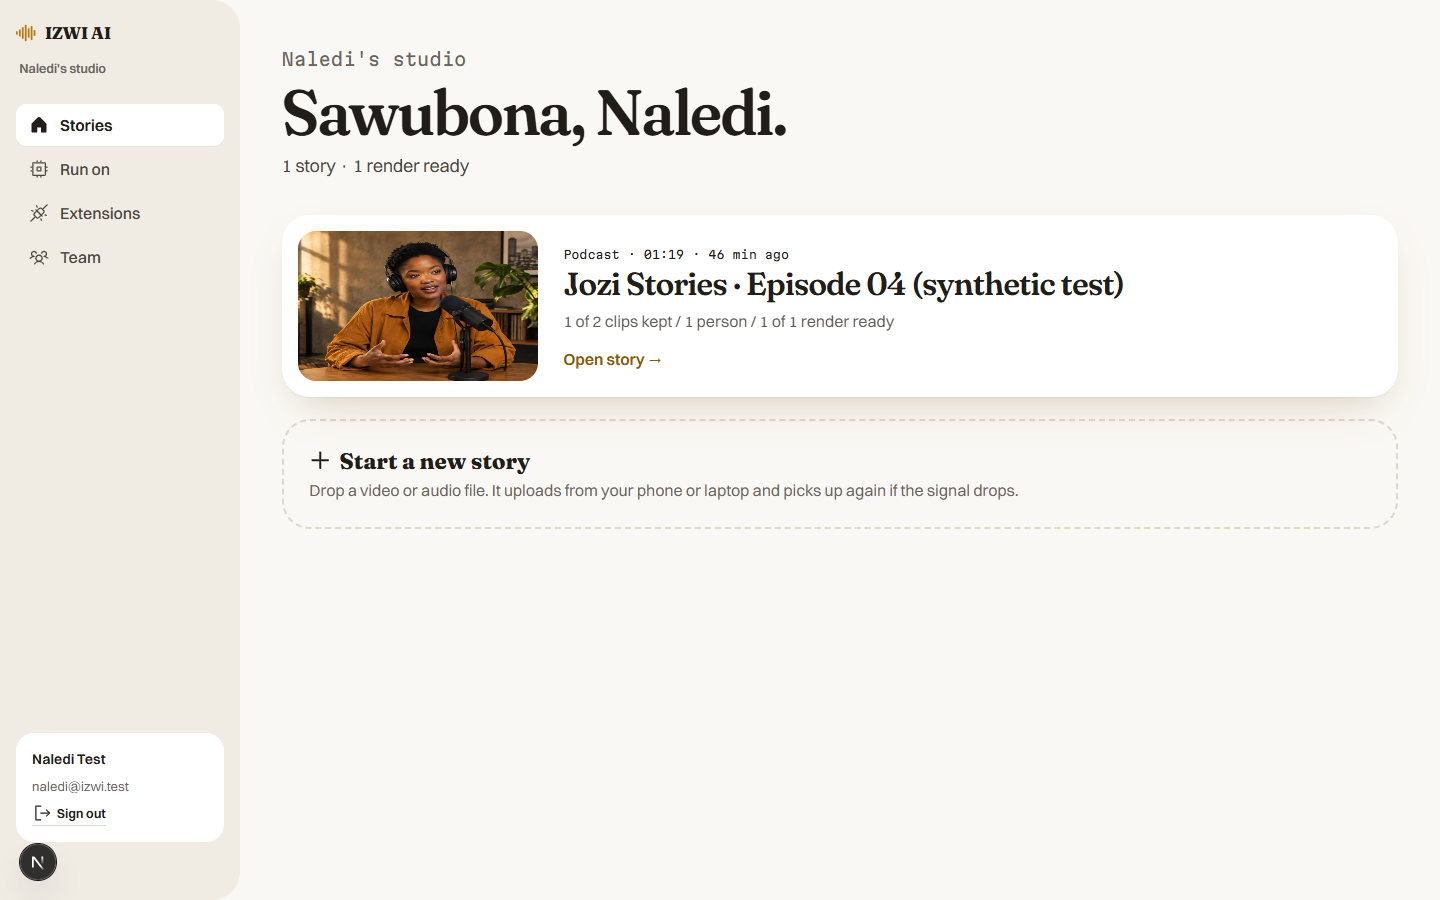 IZWI AI
Naledi's studio
Stories
Run on
Extensions
Team
Naledi Test
naledi@izwi.test
Sign out
N
Naledi's studio
Sawubona, Naledi.
1 story · 1 render ready
Podcast · 01:19 · 46 min ago
Jozi Stories · Episode 04 (synthetic test)
1 of 2 clips kept / 1 person / 1 of 1 render ready
Open story →
+ Start a new story
Drop a video or audio file. It uploads from your phone or laptop and picks up again if the signal drops.